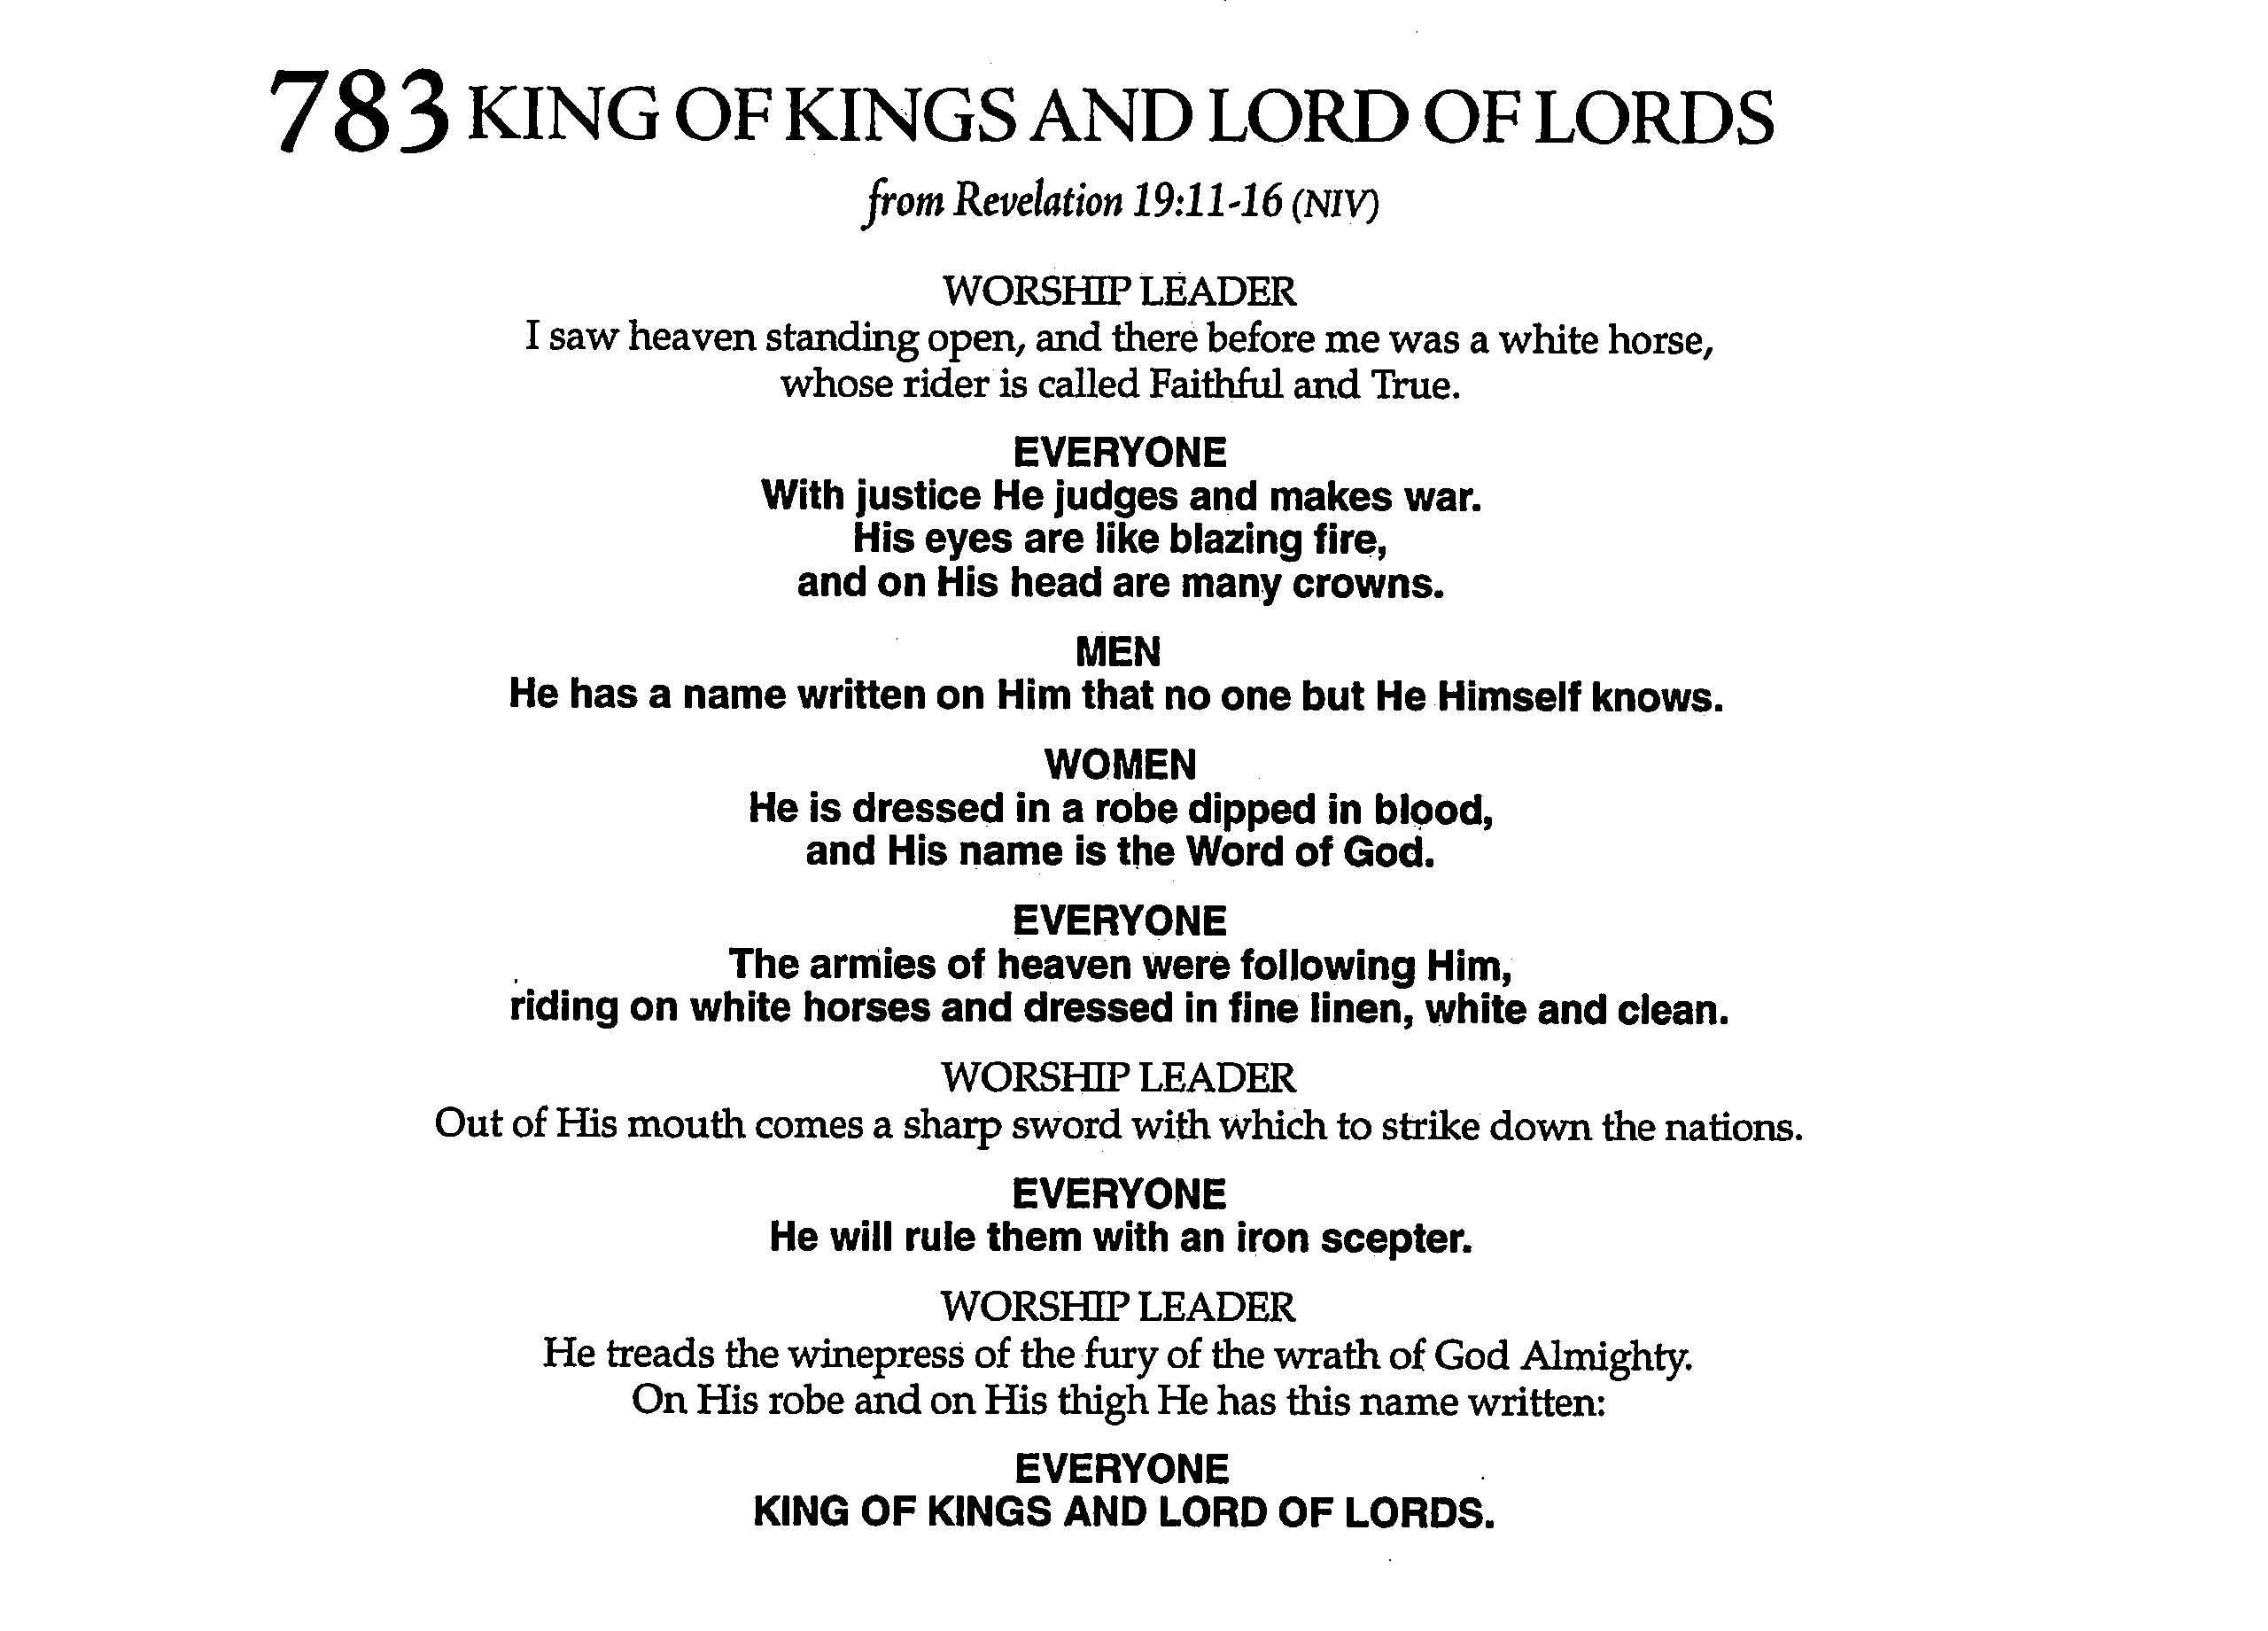 783 KING OF KINGS AND LORD OF LORDS
from Revelation 19:11-16 (NIV)
WORSHIP LEADER
I saw heaven standing open, and there before me was a white horse,
whose rider is called Faithful and True.
EVERYONE
With justice He judges and makes war.
His eyes are like blazing fire,
and on His head are many crowns.
MEN
He has a name written on Him that no one but He Himself knows.
WOMEN
He is dressed in a robe dipped in blood,
and His name is the Word of God.
EVERYONE
The armies of heaven were following Him,
riding on white horses and dressed in fine linen, white and clean.
WORSHIP LEADER
Out of His mouth comes a sharp sword with which to strike down the nations.
EVERYONE
He will rule them with an iron scepter.
WORSHIP LEADER
He treads the winepress of the fury of the wrath of God Almighty.
On His robe and on His thigh He has this name written:
EVERYONE
KING OF KINGS AND LORD OF LORDS.